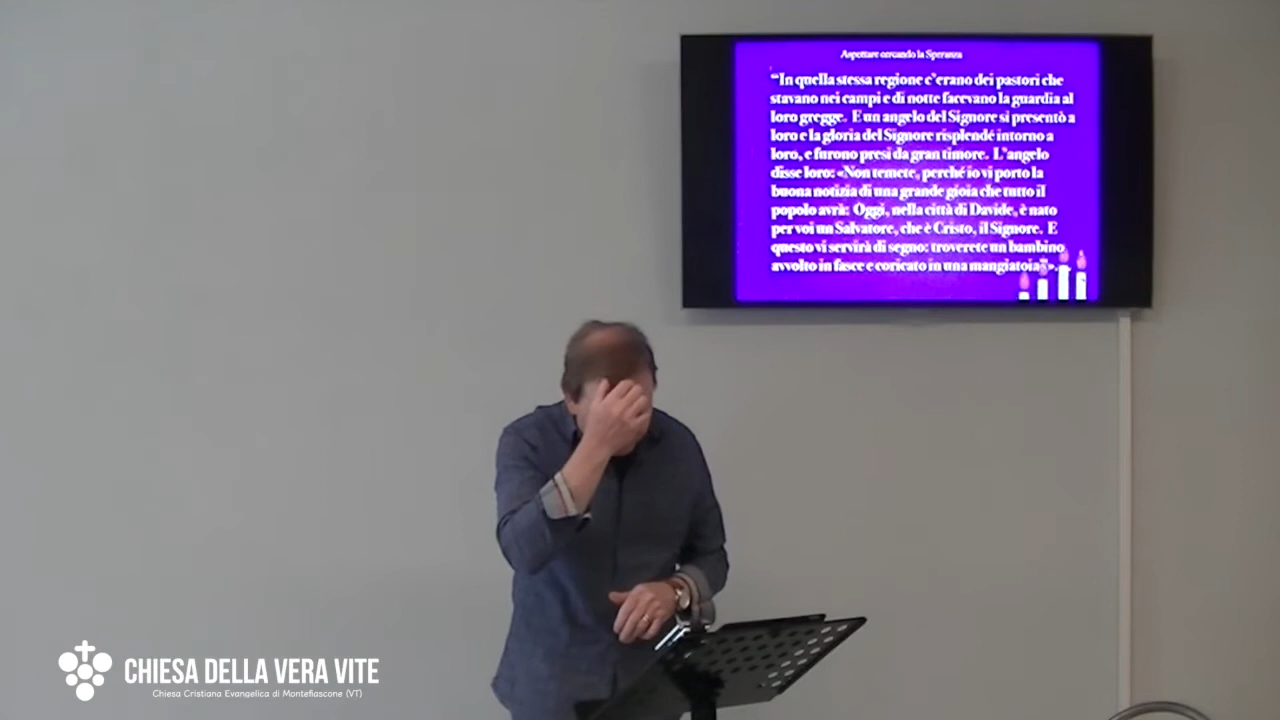 Aspettare cercando la Speranza
“In quella stessa regione c’erano dei pastori che
stavano nei campi e di notte facevano la guardia al
loro gregge. E un angelo del Signore si presentò a
loro e la gloria del Signore risplendé intorno a
loro, e furono presi da gran timore. L’angelo
disse loro: «Non temete, perché io vi porto la
buona notizia di una grande gioia che tutto il
popolo avrà: Oggi, nella città di Davide, è nato
per voi un Salvatore, che è Cristo, il Signore. E
questo vi servirà di segno: troverete un bambino
avvolto in fasce e coricato in una mangiatoia”».
CHIESA DELLA VERA VITE
Chiesa Cristiana Evangelica di Montefiascone (VT)